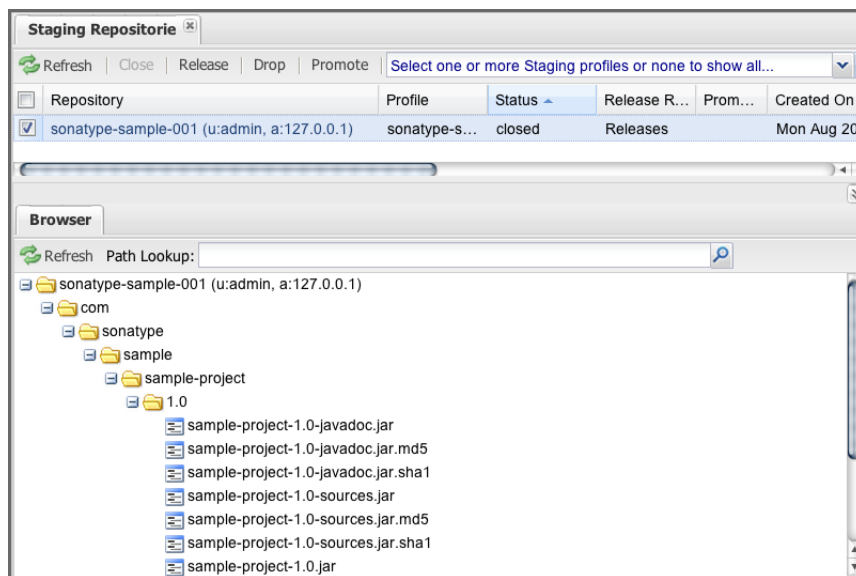 Staging Repositorie
Refresh Close Release Drop Promote Select one or more Staging profiles or none to show all...
Repository Profile Status Release R... Prom... Created On
sonatype-sample-001 (u:admin, a:127.0.0.1) sonatype-s... closed Releases Mon Aug 20
Browser
Refresh Path Lookup:
sonatype-sample-001 (u:admin, a:127.0.0.1)
com
sonatype
sample
sample-project
1.0
sample-project-1.0-javadoc.jar
sample-project-1.0-javadoc.jar.md5
sample-project-1.0-javadoc.jar.sha1
sample-project-1.0-sources.jar
sample-project-1.0-sources.jar.md5
sample-project-1.0-sources.jar.sha1
sample-project-1.0.jar